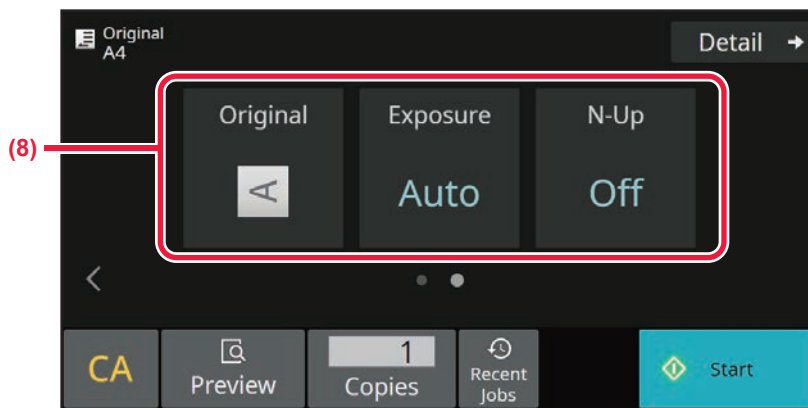 Original
A4
Detail
(8)
Original
Exposure
N-Up
A
Auto
Off
CA
Preview
1
Copies
Recent
Jobs
Start